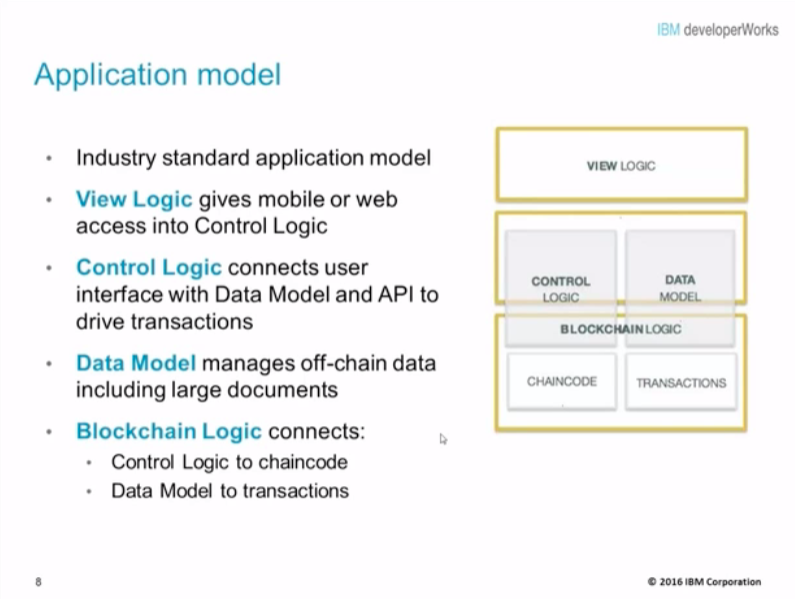 IBM developerWorks
Application model
• Industry standard application model
• View Logic gives mobile or web
access into Control Logic
• Control Logic connects user
interface with Data Model and API to
drive transactions
• Data Model manages off-chain data
including large documents
• Blockchain Logic connects:
• Control Logic to chaincode
• Data Model to transactions
VIEW LOGIC
CONTROL
LOGIC
DATA
MODEL
BLOCKCHAIN LOGIC
CHAINCODE
TRANSACTIONS
8
© 2016 IBM Corporation